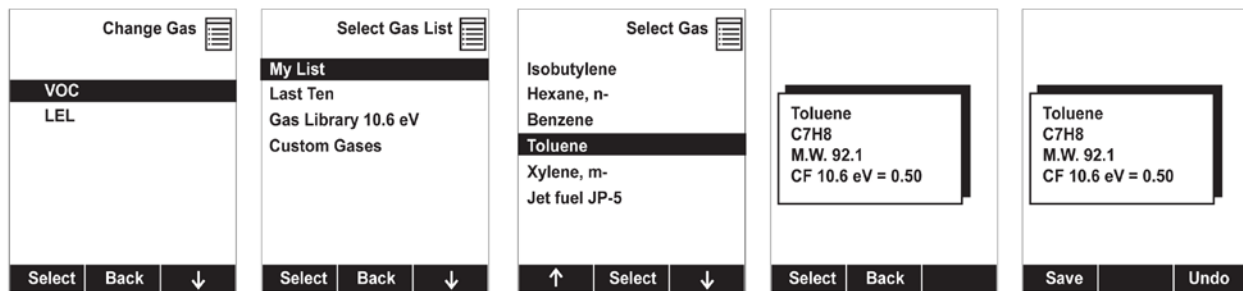 Change Gas
VOC
LEL
Select Back ↓
Select Gas List
My List
Last Ten
Gas Library 10.6 eV
Custom Gases
Select Back ↓
Select Gas
Isobutylene
Hexane, n-
Benzene
Toluene
Xylene, m-
Jet fuel JP-5
↑ Select ↓
Toluene
C7H8
M.W. 92.1
CF 10.6 eV = 0.50
Select Back
Toluene
C7H8
M.W. 92.1
CF 10.6 eV = 0.50
Save Undo